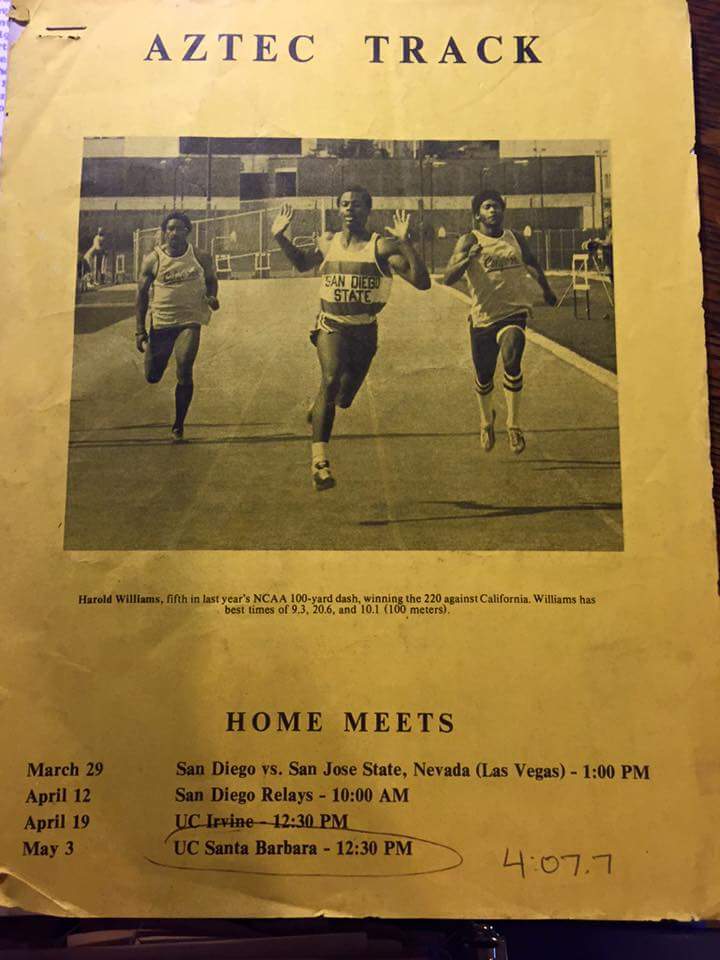 AZTEC TRACK
SAN DIEGO
STATE
Harold Williams, fifth in last year's NCAA 100-yard dash, winning the 220 against California. Williams has
best times of 9.3, 20.6, and 10.1 (100 meters).
HOME MEETS
March 29 San Diego vs. San Jose State, Nevada (Las Vegas) - 1:00 PM
April 12 San Diego Relays - 10:00 AM
April 19 UC Irvine - 12:30 PM
May 3 UC Santa Barbara - 12:30 PM
4:07.7